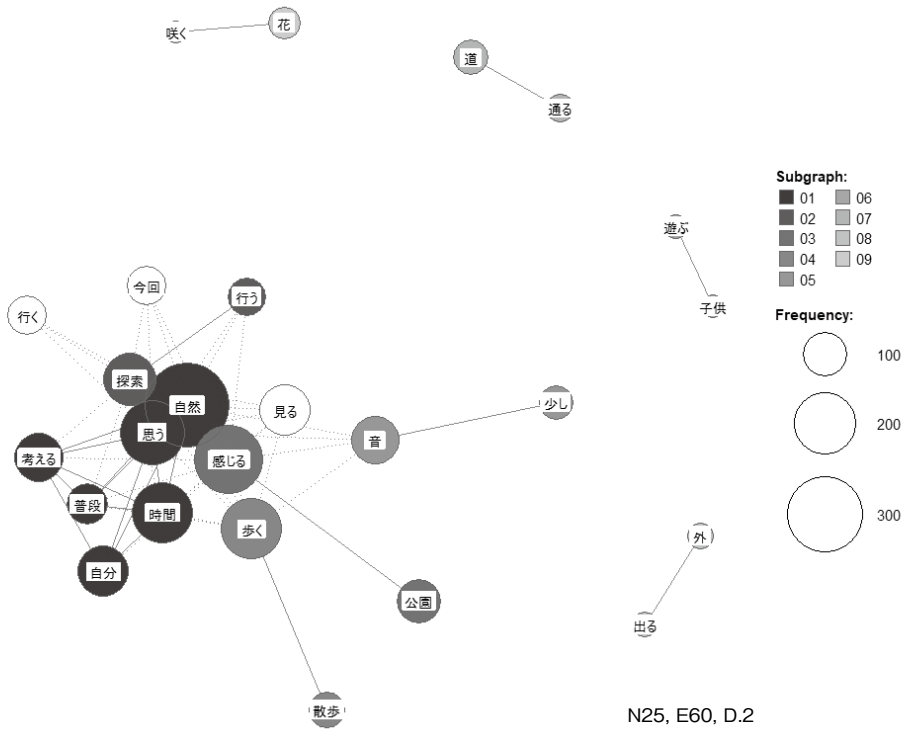 花
咲く
道
通る
Subgraph:
01 06
02 07
03 08
04 09
05
遊ぶ
子供
今回
行う
行く
Frequency:
100
200
300
探索
自然
見る
少し
思う
音
考える
感じる
普段
時間
歩く
外
自分
公園
出る
散歩
N25, E60, D.2